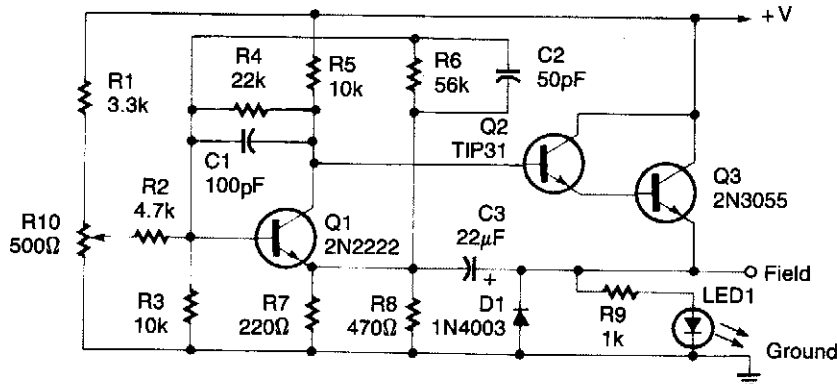 +V
R1
3.3k
R4
22k
R5
10k
R6
56k
C2
50pF
C1
100pF
Q2
TIP31
Q3
2N3055
R2
4.7k
R10
500Ω
Q1
2N2222
C3
22μF
+
Field
R3
10k
R7
220Ω
R8
470Ω
D1
1N4003
R9
1k
LED1
Ground